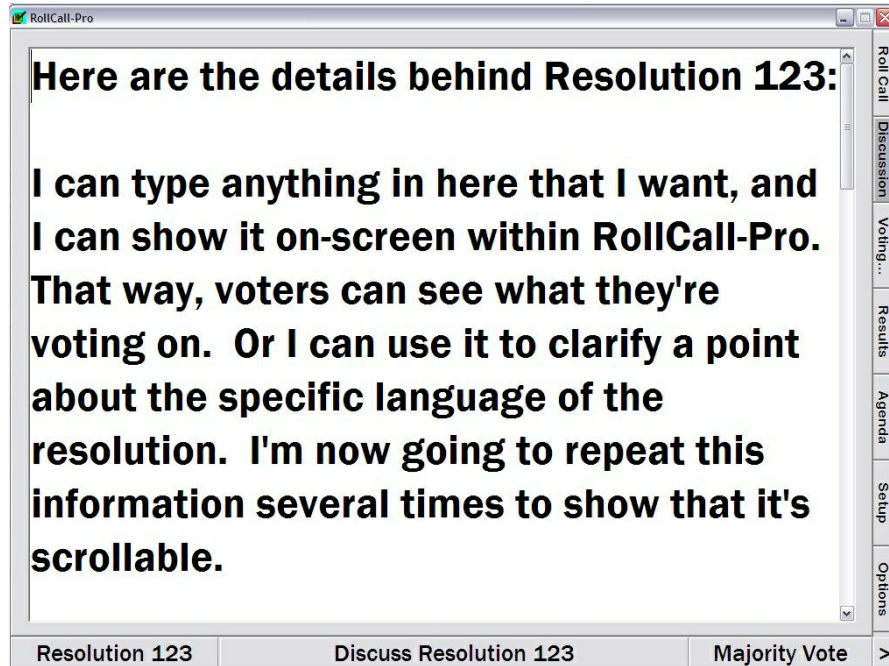 RollCall-Pro
Here are the details behind Resolution 123:
I can type anything in here that I want, and
I can show it on-screen within RollCall-Pro.
That way, voters can see what they're
voting on.  Or I can use it to clarify a point
about the specific language of the
resolution.  I'm now going to repeat this
information several times to show that it's
scrollable.
Roll Call
Discussion
Voting...
Results
Agenda
Setup
Options
Resolution 123
Discuss Resolution 123
Majority Vote
>